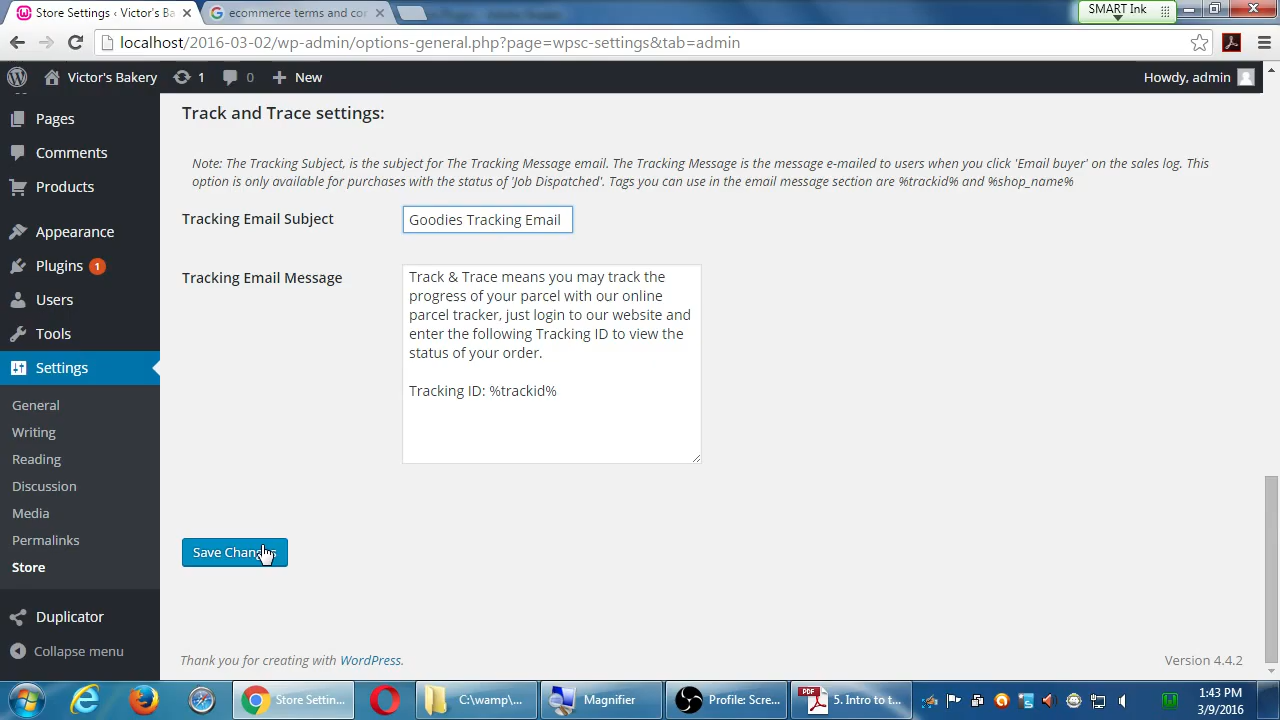 Store Settings ‹ Victor's Ba
ecommerce terms and cor
SMART Ink
localhost/2016-03-02/wp-admin/options-general.php?page=wpsc-settings&tab=admin
Victor's Bakery
1
0
New
Howdy, admin
Pages
Comments
Products
Appearance
Plugins 1
Users
Tools
Settings
General
Writing
Reading
Discussion
Media
Permalinks
Store
Duplicator
Collapse menu
Track and Trace settings:
Note: The Tracking Subject, is the subject for The Tracking Message email. The Tracking Message is the message e-mailed to users when you click 'Email buyer' on the sales log. This
option is only available for purchases with the status of 'Job Dispatched'. Tags you can use in the email message section are %trackid% and %shop_name%
Tracking Email Subject
Goodies Tracking Email
Tracking Email Message
Track & Trace means you may track the
progress of your parcel with our online
parcel tracker, just login to our website and
enter the following Tracking ID to view the
status of your order.
Tracking ID: %trackid%
Save Changes
Thank you for creating with WordPress.
Version 4.4.2
Store Settin...
C:\wamp\...
Magnifier
Profile: Scre...
PDF
5. Intro to t...
1:43 PM
3/9/2016